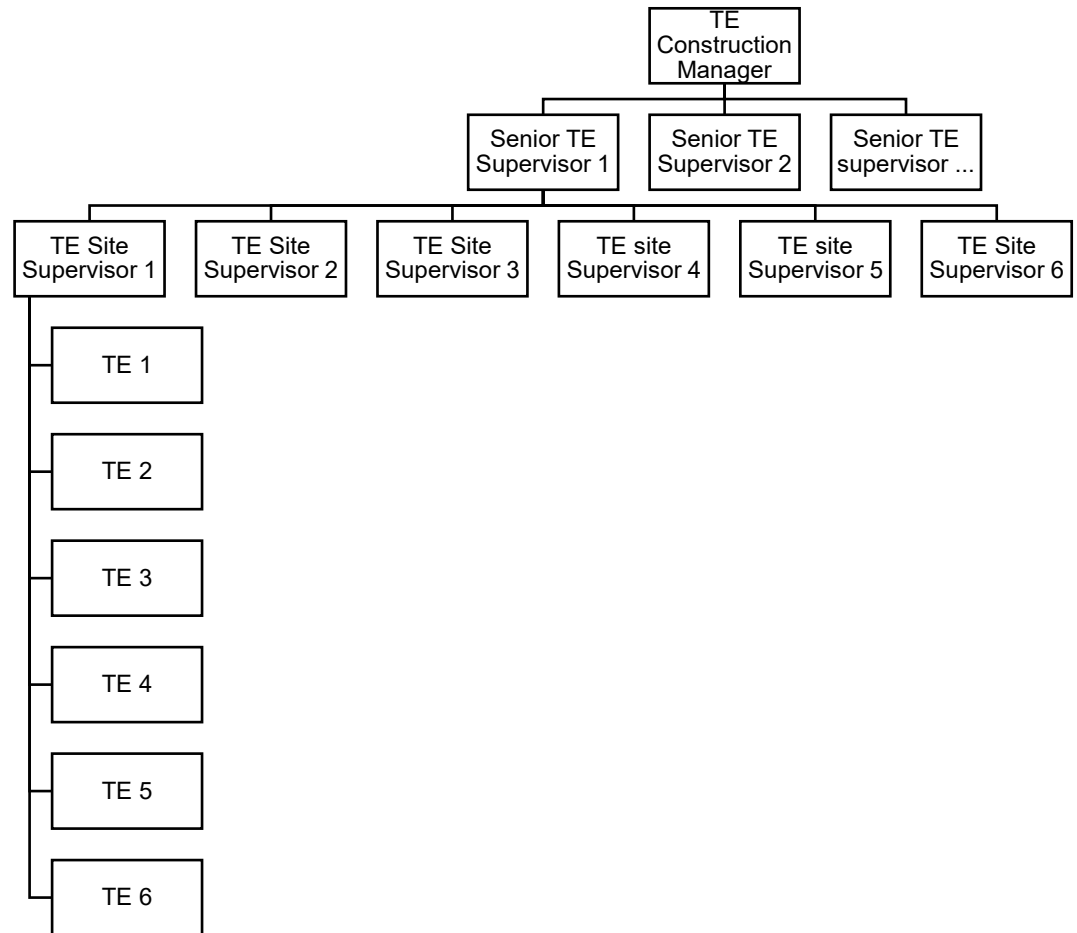 TE
Construction
Manager
Senior TE
Supervisor 1
Senior TE
Supervisor 2
Senior TE
supervisor ...
TE Site
Supervisor 1
TE Site
Supervisor 2
TE Site
Supervisor 3
TE site
Supervisor 4
TE site
Supervisor 5
TE Site
Supervisor 6
TE 1
TE 2
TE 3
TE 4
TE 5
TE 6